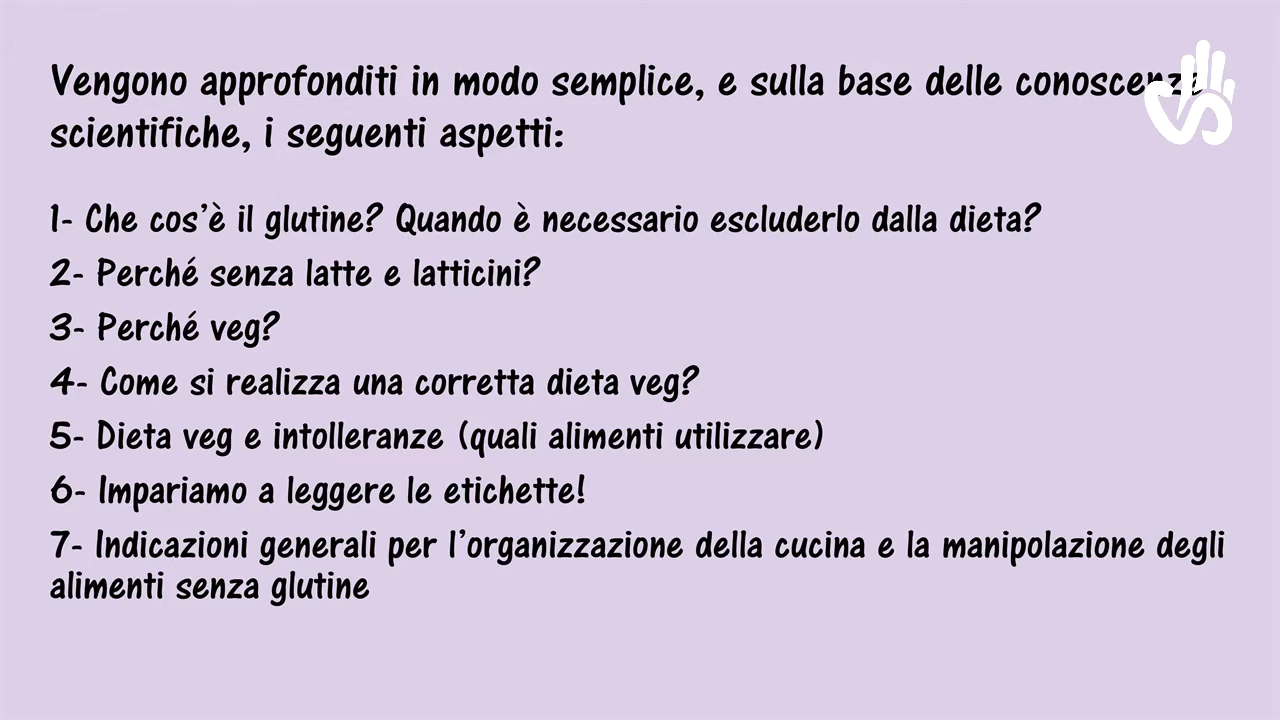 Vengono approfonditi in modo semplice, e sulla base delle conoscenze
scientifiche, i seguenti aspetti:
1- Che cos’è il glutine? Quando è necessario escluderlo dalla dieta?
2- Perché senza latte e latticini?
3- Perché veg?
4- Come si realizza una corretta dieta veg?
5- Dieta veg e intolleranze (quali alimenti utilizzare)
6- Impariamo a leggere le etichette!
7- Indicazioni generali per l’organizzazione della cucina e la manipolazione degli
alimenti senza glutine